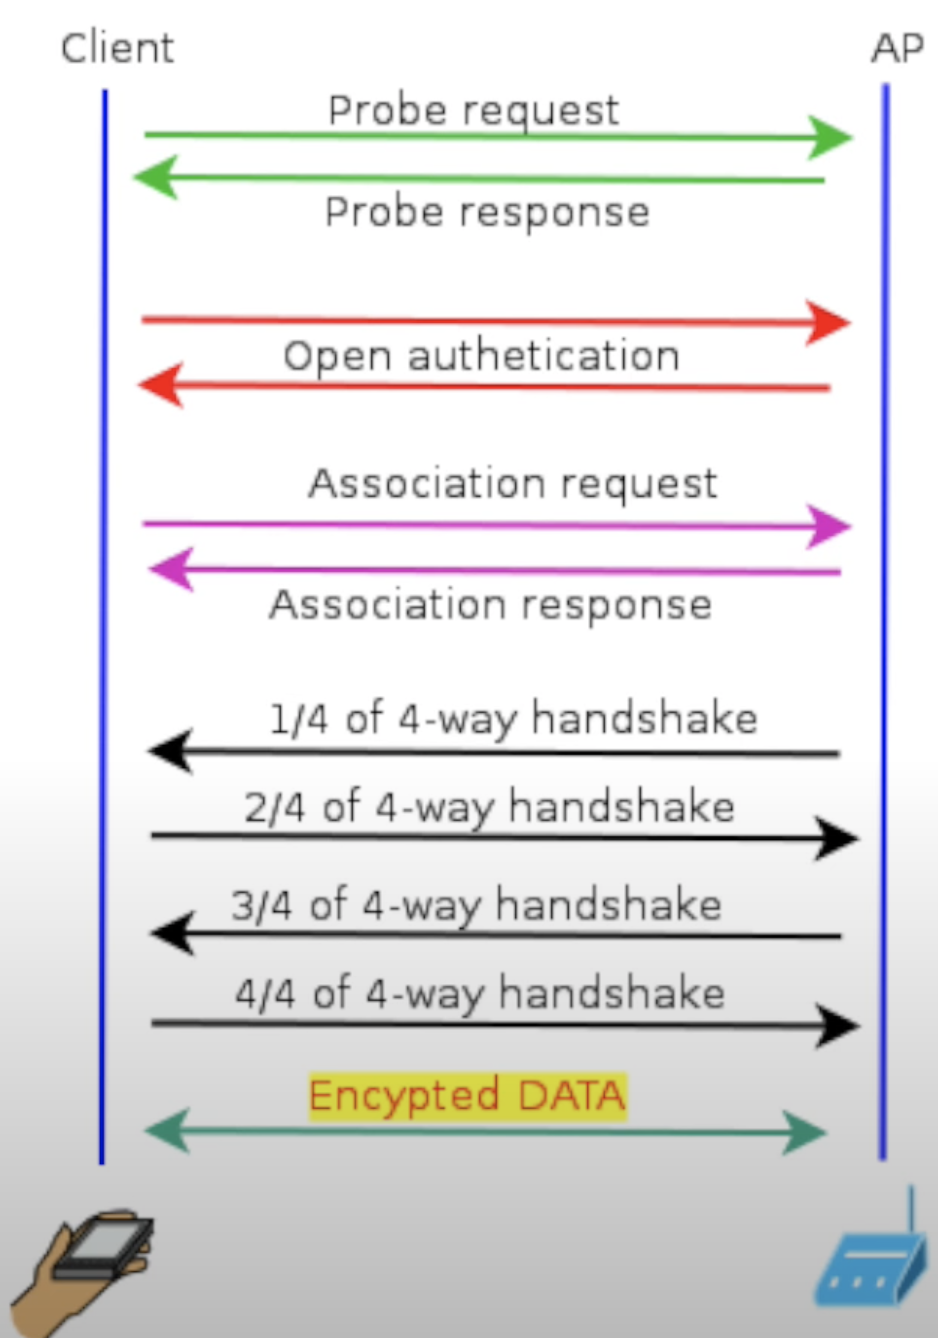 Client
AP
Probe request
Probe response
Open authetication
Association request
Association response
1/4 of 4-way handshake
2/4 of 4-way handshake
3/4 of 4-way handshake
4/4 of 4-way handshake
Encypted DATA